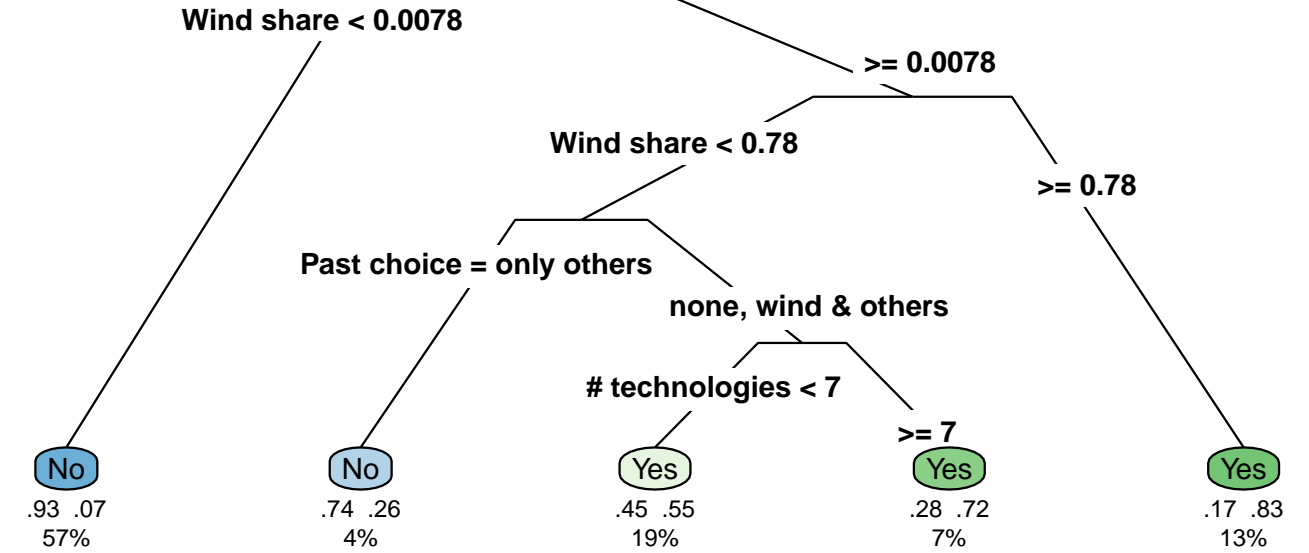 Wind share < 0.0078
>= 0.0078
Wind share < 0.78
>= 0.78
Past choice = only others
none, wind & others
# technologies < 7
>= 7
No No Yes Yes Yes
.93 .07 .74 .26 .45 .55 .28 .72 .17 .83
57% 4% 19% 7% 13%